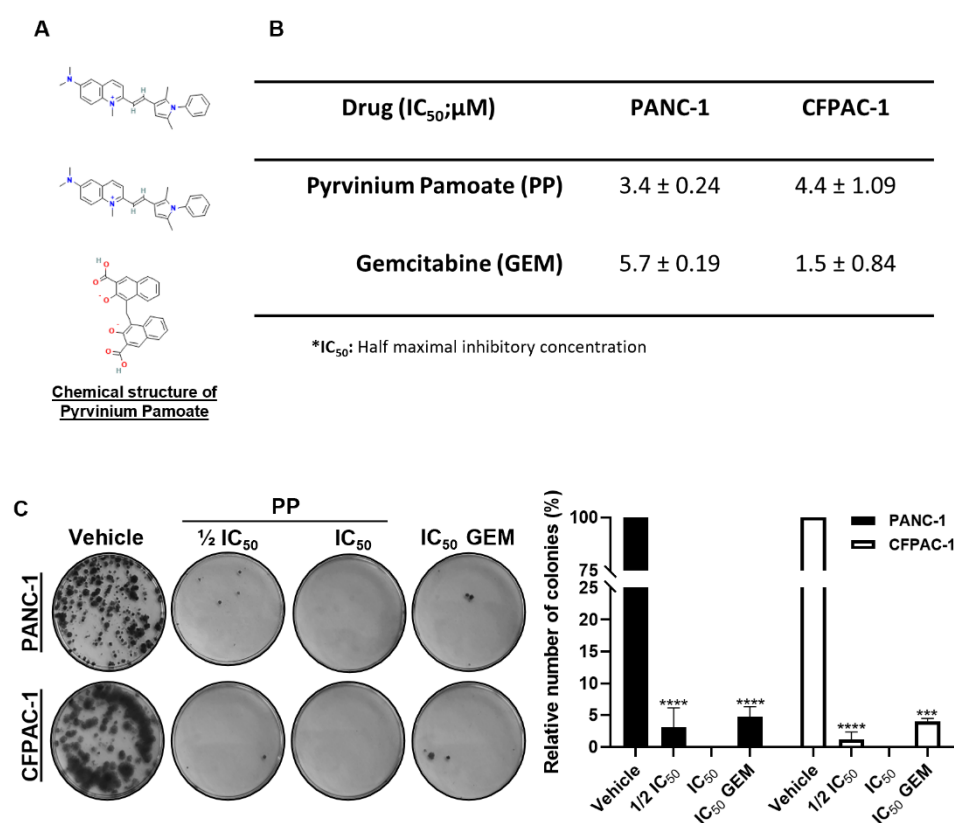 A
B
N
N+
H
H
N
N
N+
H
H
N
H
O
O
O
-
O
-
O
O
H
Chemical structure of
Pyrvinium Pamoate
Drug (IC50;μM) PANC-1 CFPAC-1
Pyrvinium Pamoate (PP) 3.4 ± 0.24 4.4 ± 1.09
Gemcitabine (GEM) 5.7 ± 0.19 1.5 ± 0.84
*IC50: Half maximal inhibitory concentration
C
PP
Vehicle ½ IC50 IC50 IC50 GEM
PANC-1
CFPAC-1
Relative number of colonies (%)
100
75
25
20
15
10
5
0
PANC-1
CFPAC-1
****
****
****
***
Vehicle
1/2 IC50
IC50
IC50 GEM
Vehicle
1/2 IC50
IC50
IC50 GEM